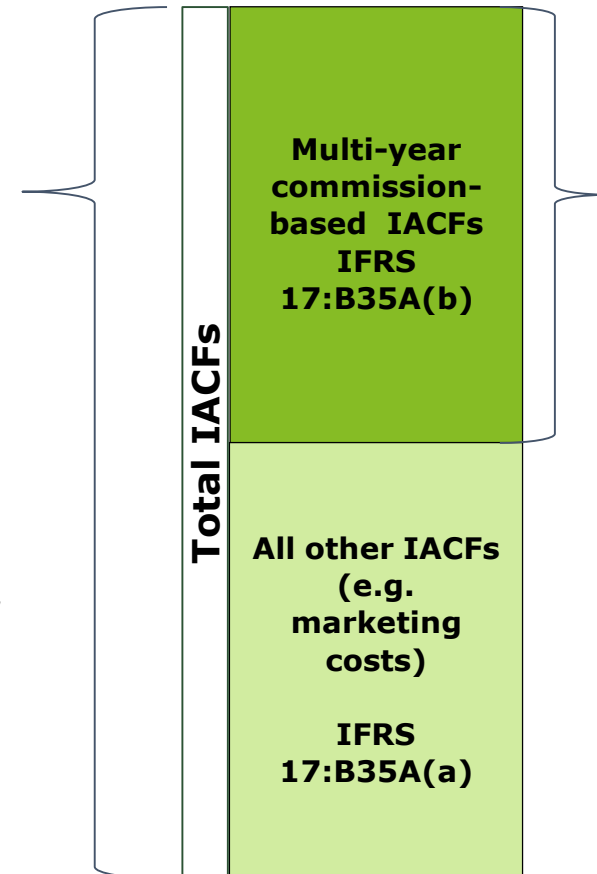 Total IACFs
Multi-year
commission-
based IACFs
IFRS
17:B35A(b)
All other IACFs
(e.g.
marketing
costs)
IFRS
17:B35A(a)